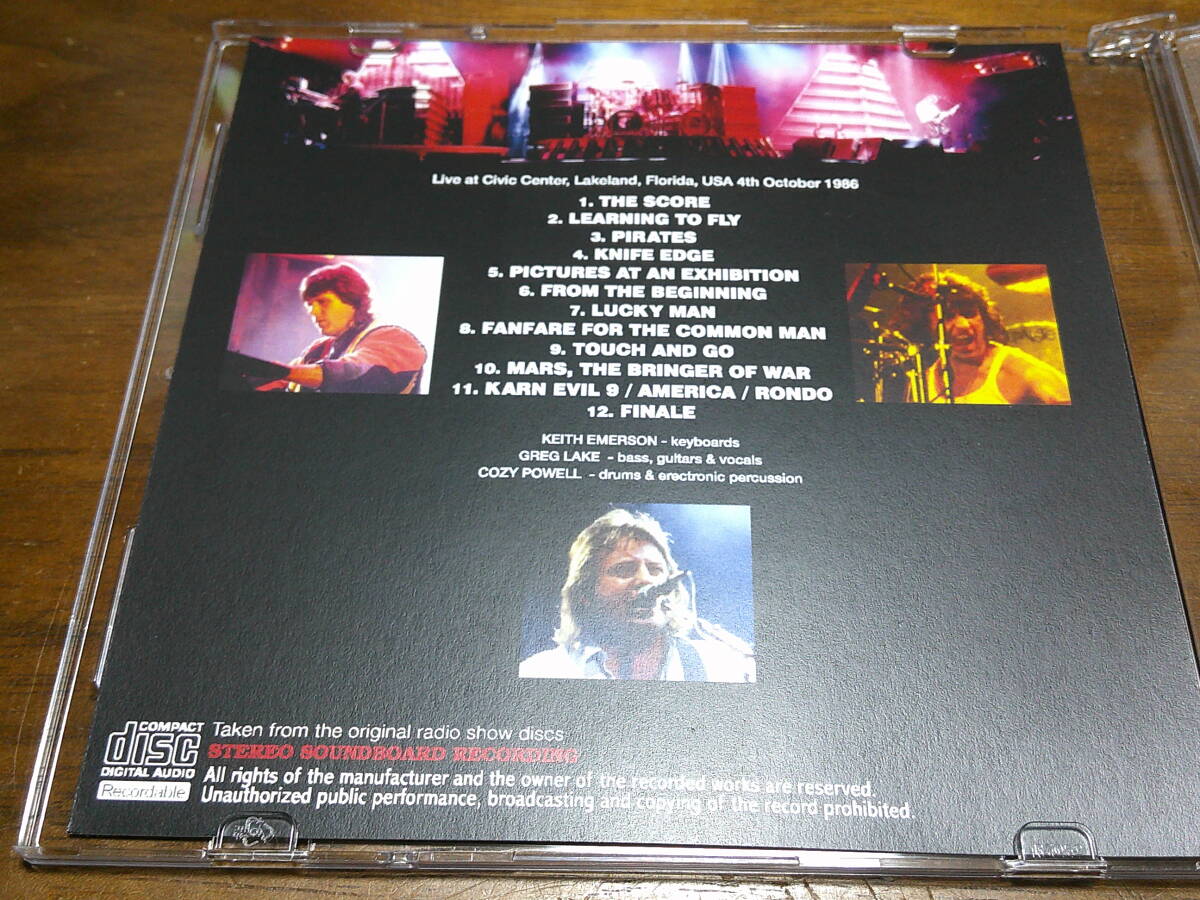 Live at Civic Center, Lakeland, Florida, USA 4th October 1986
1. THE SCORE
2. LEARNING TO FLY
3. PIRATES
4. KNIFE EDGE
5. PICTURES AT AN EXHIBITION
6. FROM THE BEGINNING
7. LUCKY MAN
8. FANFARE FOR THE COMMON MAN
9. TOUCH AND GO
10. MARS, THE BRINGER OF WAR
11. KARN EVIL 9 / AMERICA / RONDO
12. FINALE
KEITH EMERSON - keyboards
GREG LAKE - bass, guitars & vocals
COZY POWELL - drums & erectronic percussion
COMPACT
disc
DIGITAL AUDIO
Recordable
Taken from the original radio show discs
STEREO SOUNDBOARD RECORDING
All rights of the manufacturer and the owner of the recorded works are reserved.
Unauthorized public performance, broadcasting and copying of the record prohibited.